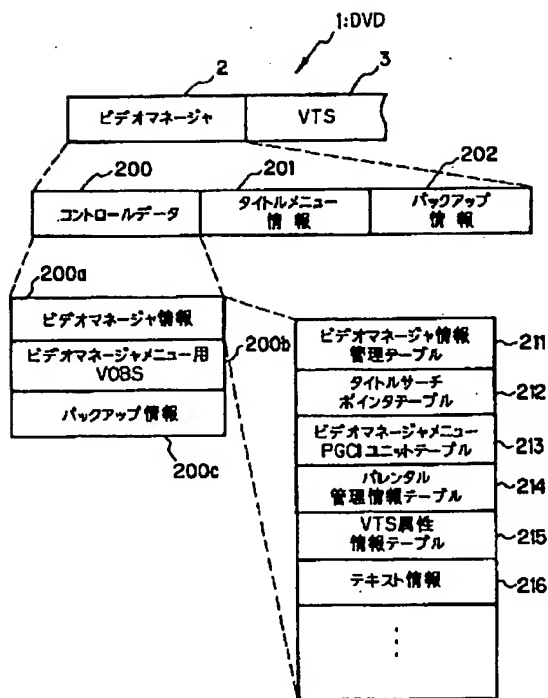 1:DVD
2
3
ビデオマネージャ
VTS
200
201
202
コントロールデータ
タイトルメニュー
情報
バックアップ
情報
200a
ビデオマネージャ情報
ビデオマネージャメニュー用
VOBS
200b
バックアップ情報
200c
ビデオマネージャ情報
管理テーブル
211
タイトルサーチ
ポインタテーブル
212
ビデオマネージャメニュー
PGCIユニットテーブル
213
パレンタル
管理情報テーブル
214
VTS属性
情報テーブル
215
テキスト情報
216